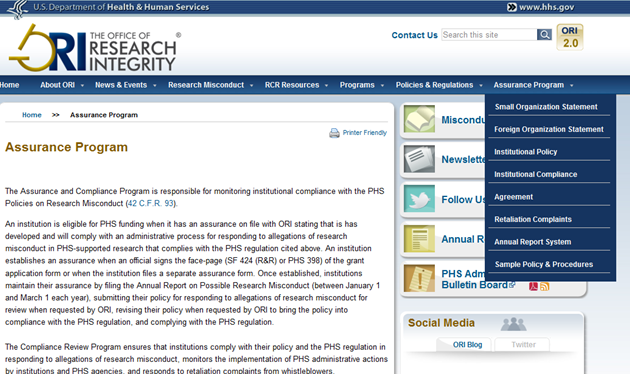 U.S. Department of Health & Human Services
www.hhs.gov
ORI THE OFFICE OF RESEARCH INTEGRITY ®
Contact Us
Search this site
ORI 2.0
Home About ORI News & Events Research Misconduct RCR Resources Programs Policies & Regulations Assurance Program
Home >> Assurance Program
Printer Friendly
Assurance Program
The Assurance and Compliance Program is responsible for monitoring institutional compliance with the PHS
Policies on Research Misconduct (42 C.F.R. 93).
An institution is eligible for PHS funding when it has an assurance on file with ORI stating that is has
developed and will comply with an administrative process for responding to allegations of research
misconduct in PHS-supported research that complies with the PHS regulation cited above. An institution
establishes an assurance when an official signs the face-page (SF 424 (R&R) or PHS 398) of the grant
application form or when the institution files a separate assurance form. Once established, institutions
maintain their assurance by filing the Annual Report on Possible Research Misconduct (between January 1
and March 1 each year), submitting their policy for responding to allegations of research misconduct for
review when requested by ORI, revising their policy when requested by ORI to bring the policy into
compliance with the PHS regulation, and complying with the PHS regulation.
The Compliance Review Program ensures that institutions comply with their policy and the PHS regulation in
responding to allegations of research misconduct, monitors the implementation of PHS administrative actions
by institutions and PHS agencies, and responds to retaliation complaints from whistleblowers.
Miscondu
Newslette
Follow Us
Annual R
PHS Adm
Bulletin Board
Small Organization Statement
Foreign Organization Statement
Institutional Policy
Institutional Compliance
Agreement
Retaliation Complaints
Annual Report System
Sample Policy & Procedures
Social Media
ORI Blog
Twitter